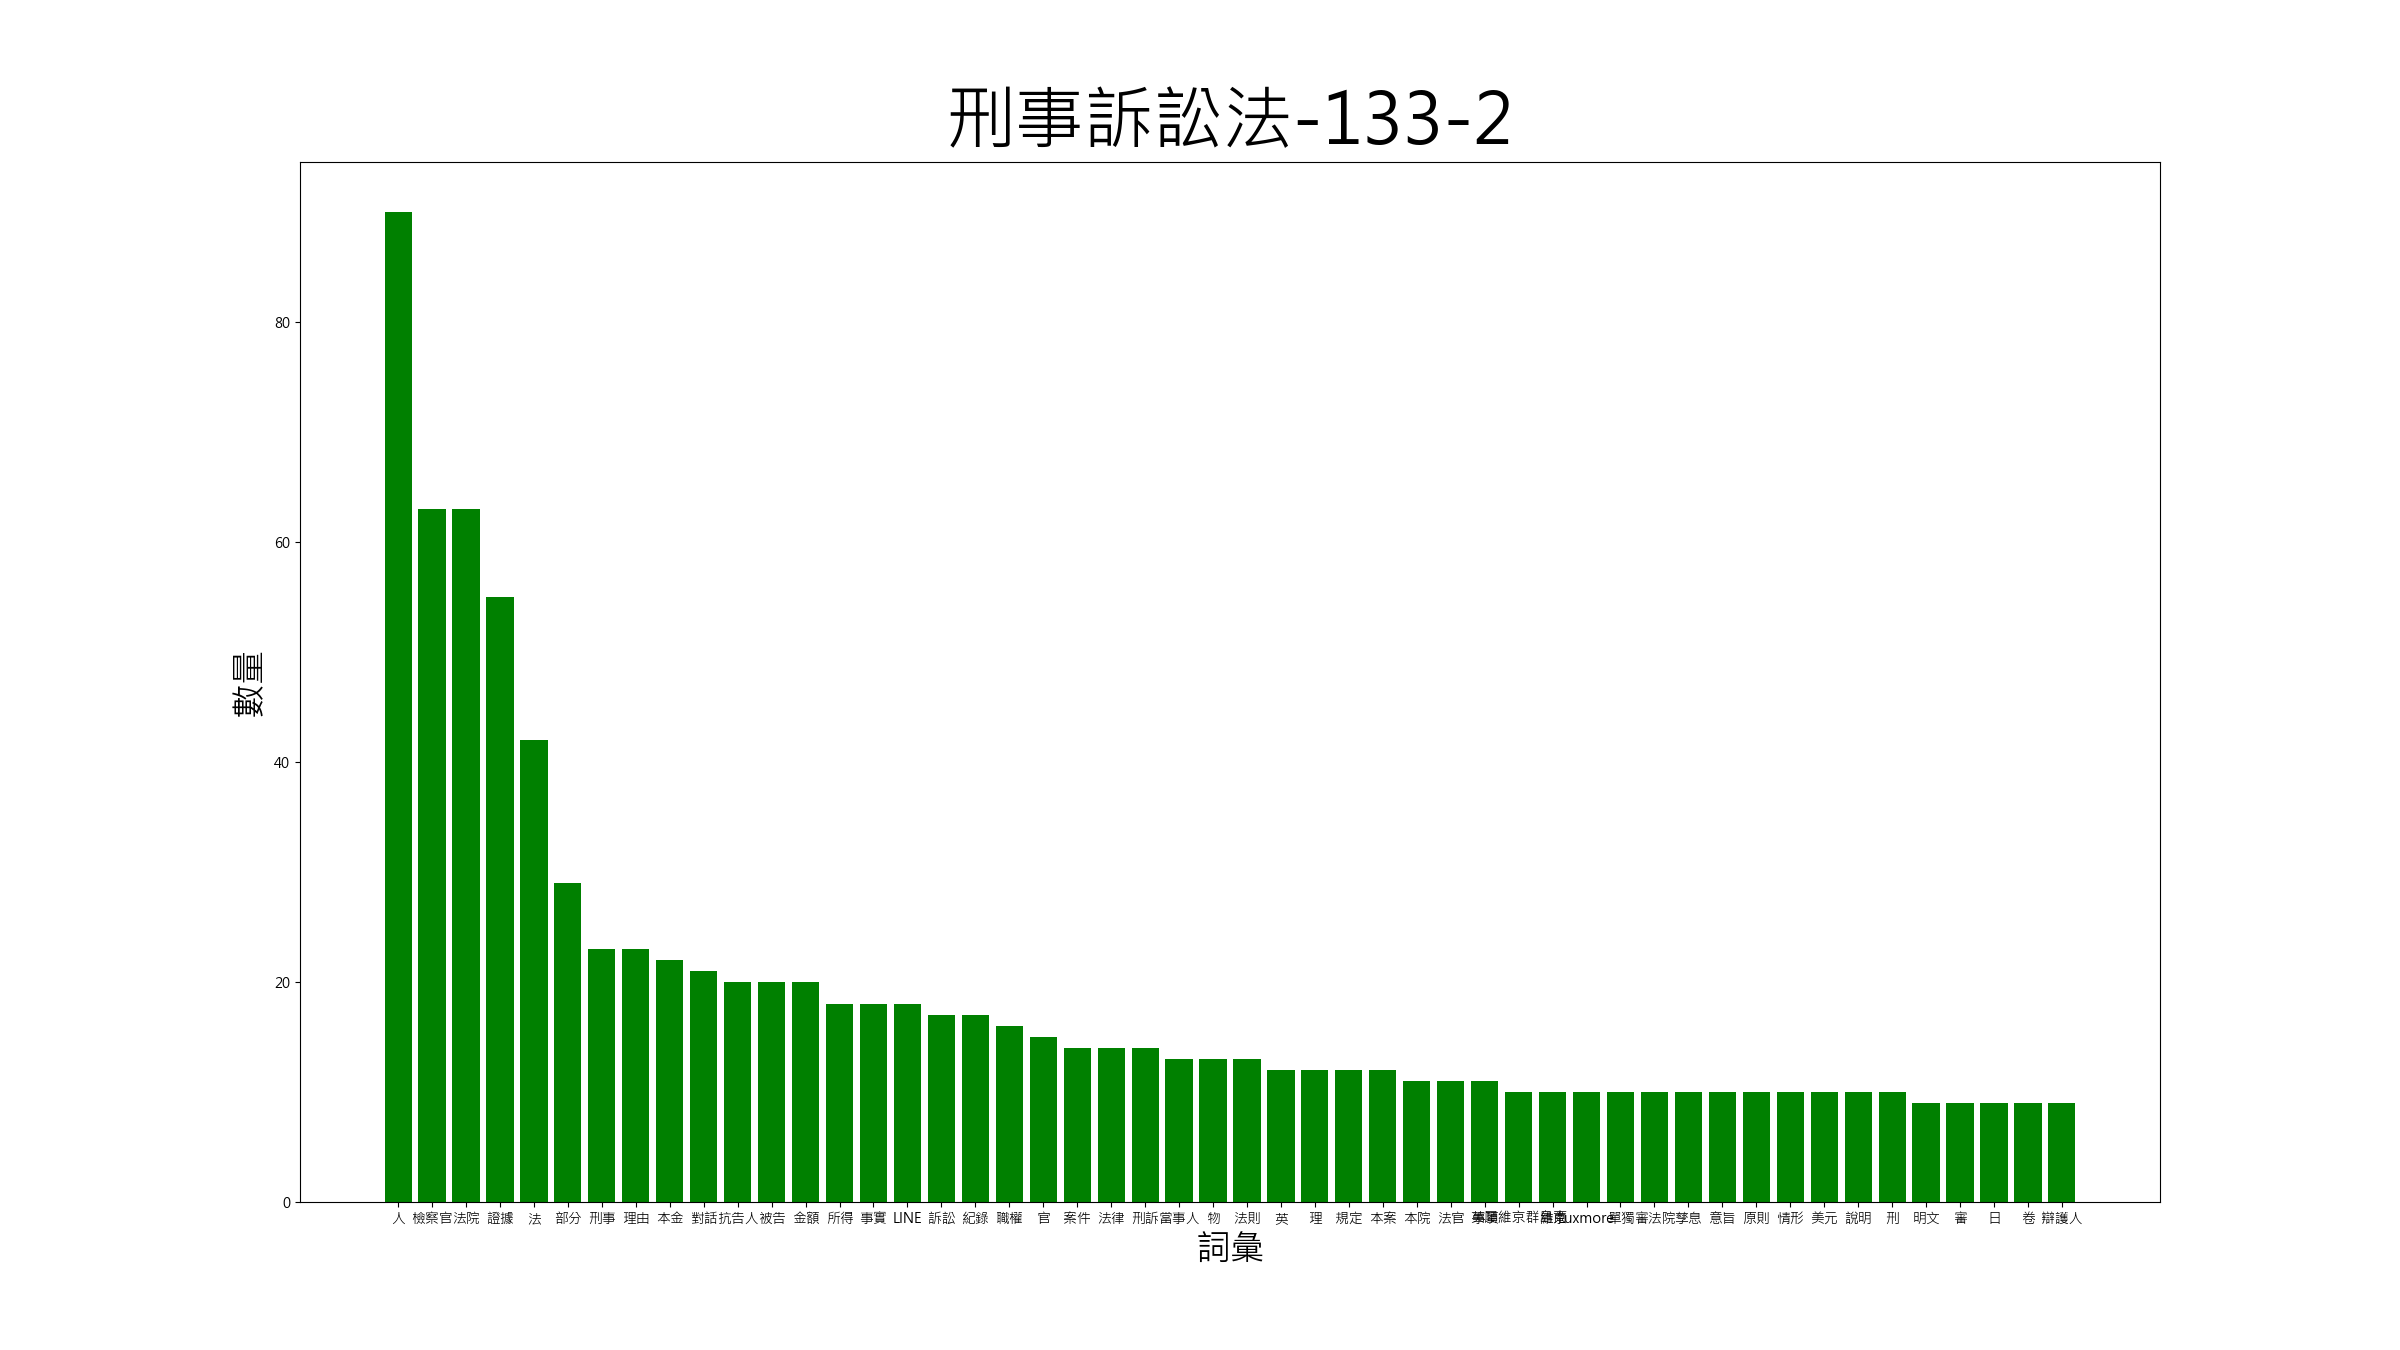 刑事訴訟法-133-2
數量
80
60
40
20
0
人 檢察官 法院 證據 法 部分 刑事 理由 本金 對話 抗告人 被告 金額 所得 事實 LINE 訴訟 紀錄 職權 官 案件 法律 刑訴 當事人 物 法則 英 理 規定 本案 本院 法官 單獨 審法院 孳息 意旨 原則 情形 美元 說明 刑 明文 審 日 卷 辯護人
詞彙